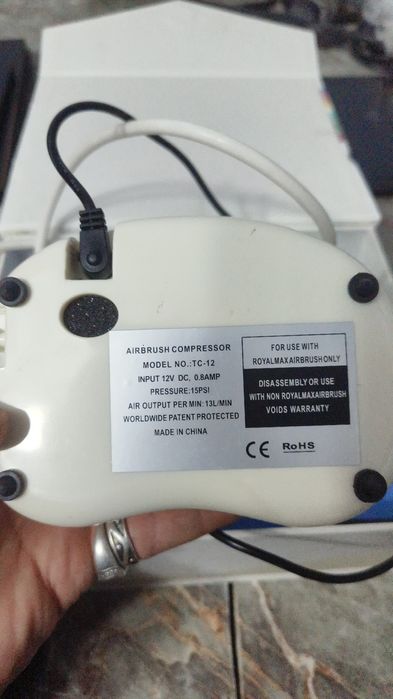 AIRBRUSH COMPRESSOR
MODEL NO.:TC-12
INPUT 12V DC, 0.8AMP
PRESSURE:15PSI
AIR OUTPUT PER MIN: 13L/MIN
WORLDWIDE PATENT PROTECTED
MADE IN CHINA
FOR USE WITH
ROYALMAXAIRBRUSH ONLY
DISASSEMBLY OR USE
WITH NON ROYALMAXAIRBRUSH
VOIDS WARRANTY
CE RoHS